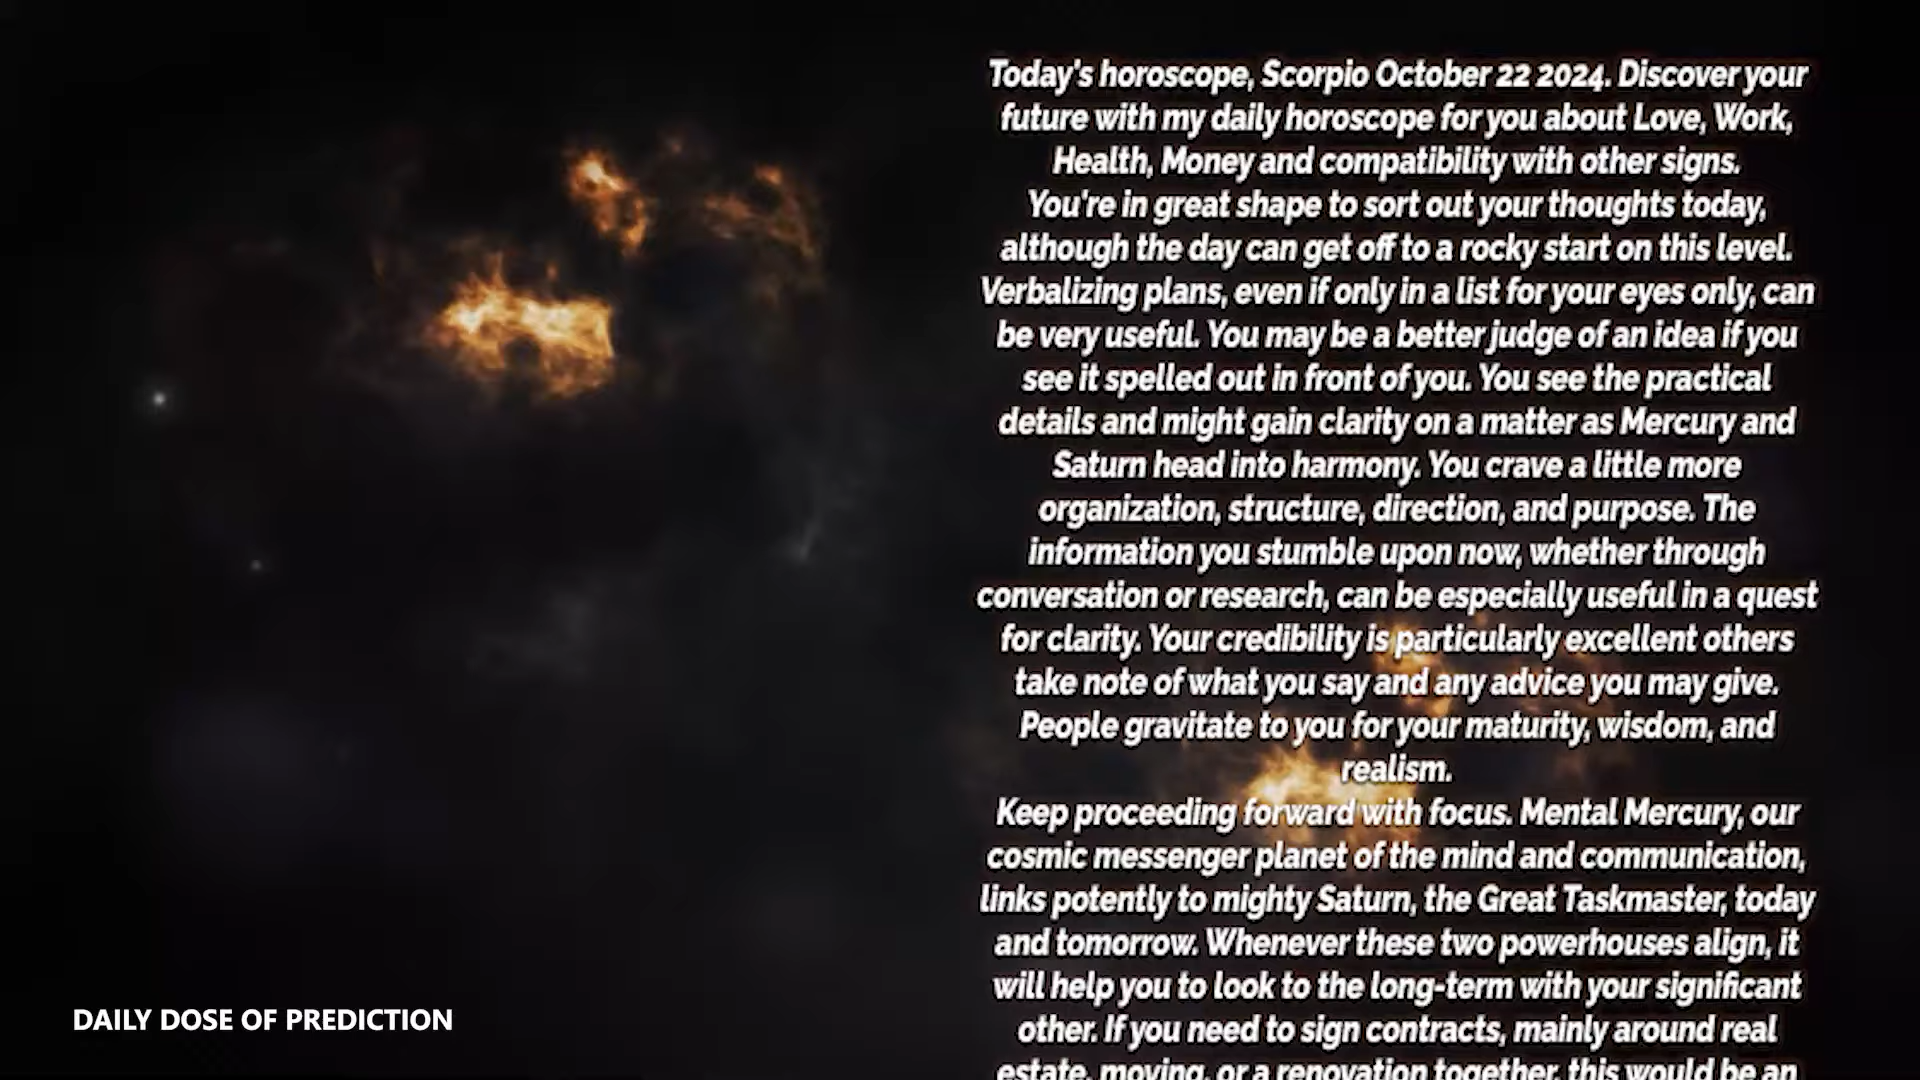 Today's horoscope, Scorpio October 22 2024. Discover your
future with my daily horoscope for you about Love, Work,
Health, Money and compatibility with other signs.
You're in great shape to sort out your thoughts today,
although the day can get off to a rocky start on this level.
Verbalizing plans, even if only in a list for your eyes only, can
be very useful. You may be a better judge of an idea if you
see it spelled out in front of you. You see the practical
details and might gain clarity on a matter as Mercury and
Saturn head into harmony. You crave a little more
organization, structure, direction, and purpose. The
information you stumble upon now, whether through
conversation or research, can be especially useful in a quest
for clarity. Your credibility is particularly excellent others
take note of what you say and any advice you may give.
People gravitate to you for your maturity, wisdom, and
realism.
Keep proceeding forward with focus. Mental Mercury, our
cosmic messenger planet of the mind and communication,
links potently to mighty Saturn, the Great Taskmaster, today
and tomorrow. Whenever these two powerhouses align, it
will help you to look to the long-term with your significant
other. If you need to sign contracts, mainly around real
estate, moving, or a renovation together, this would be an
DAILY DOSE OF PREDICTION